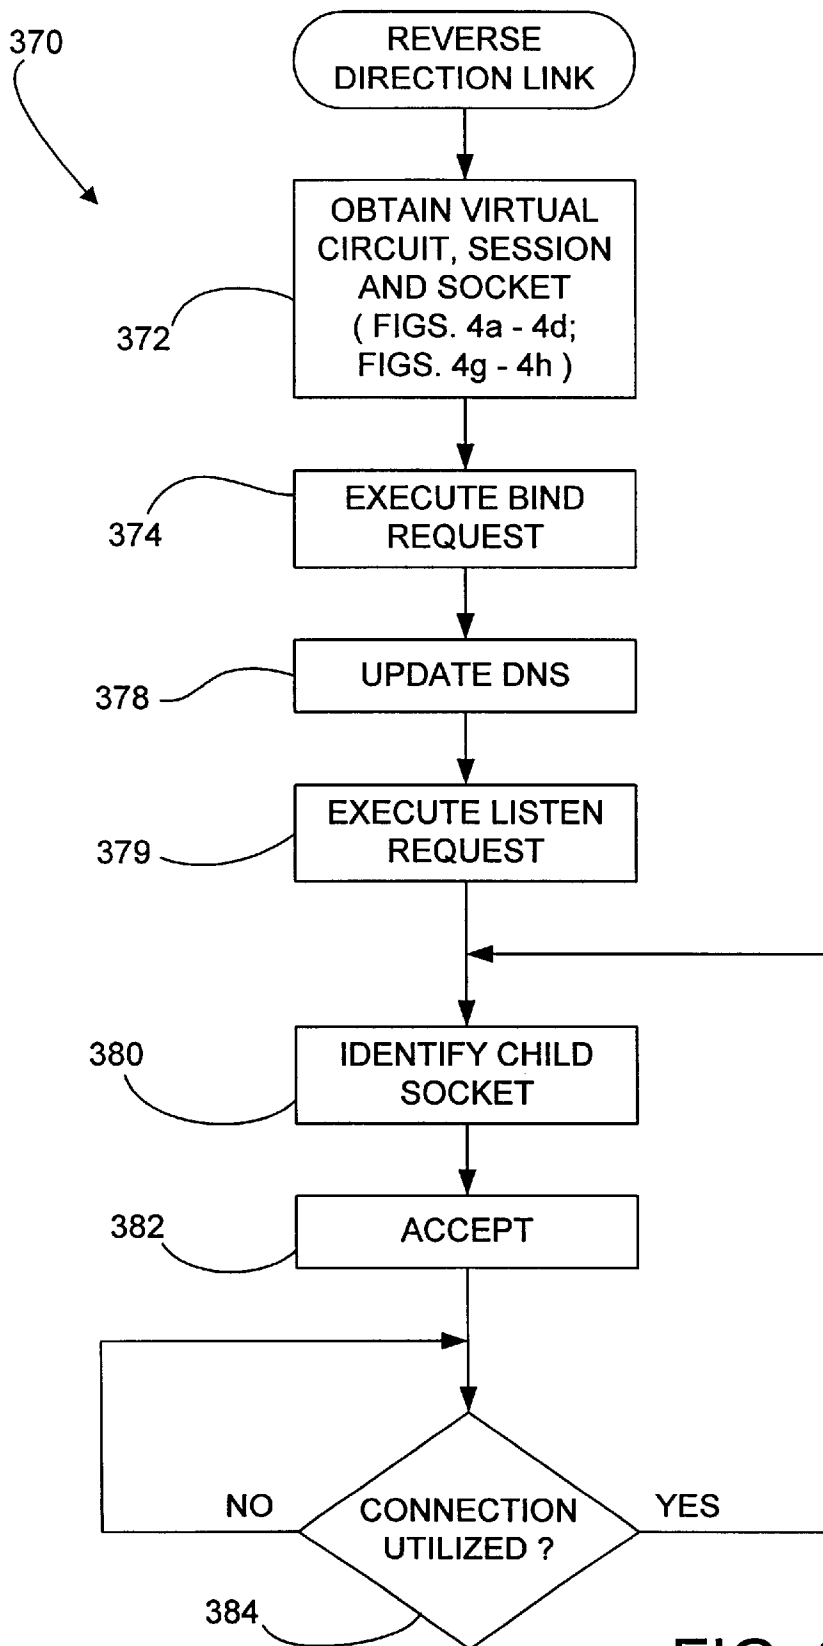 370
REVERSE
DIRECTION LINK
OBTAIN VIRTUAL
CIRCUIT, SESSION
AND SOCKET
( FIGS. 4a - 4d;
FIGS. 4g - 4h )
372
EXECUTE BIND
REQUEST
374
UPDATE DNS
378
EXECUTE LISTEN
REQUEST
379
IDENTIFY CHILD
SOCKET
380
ACCEPT
382
NO
CONNECTION
UTILIZED ?
YES
384